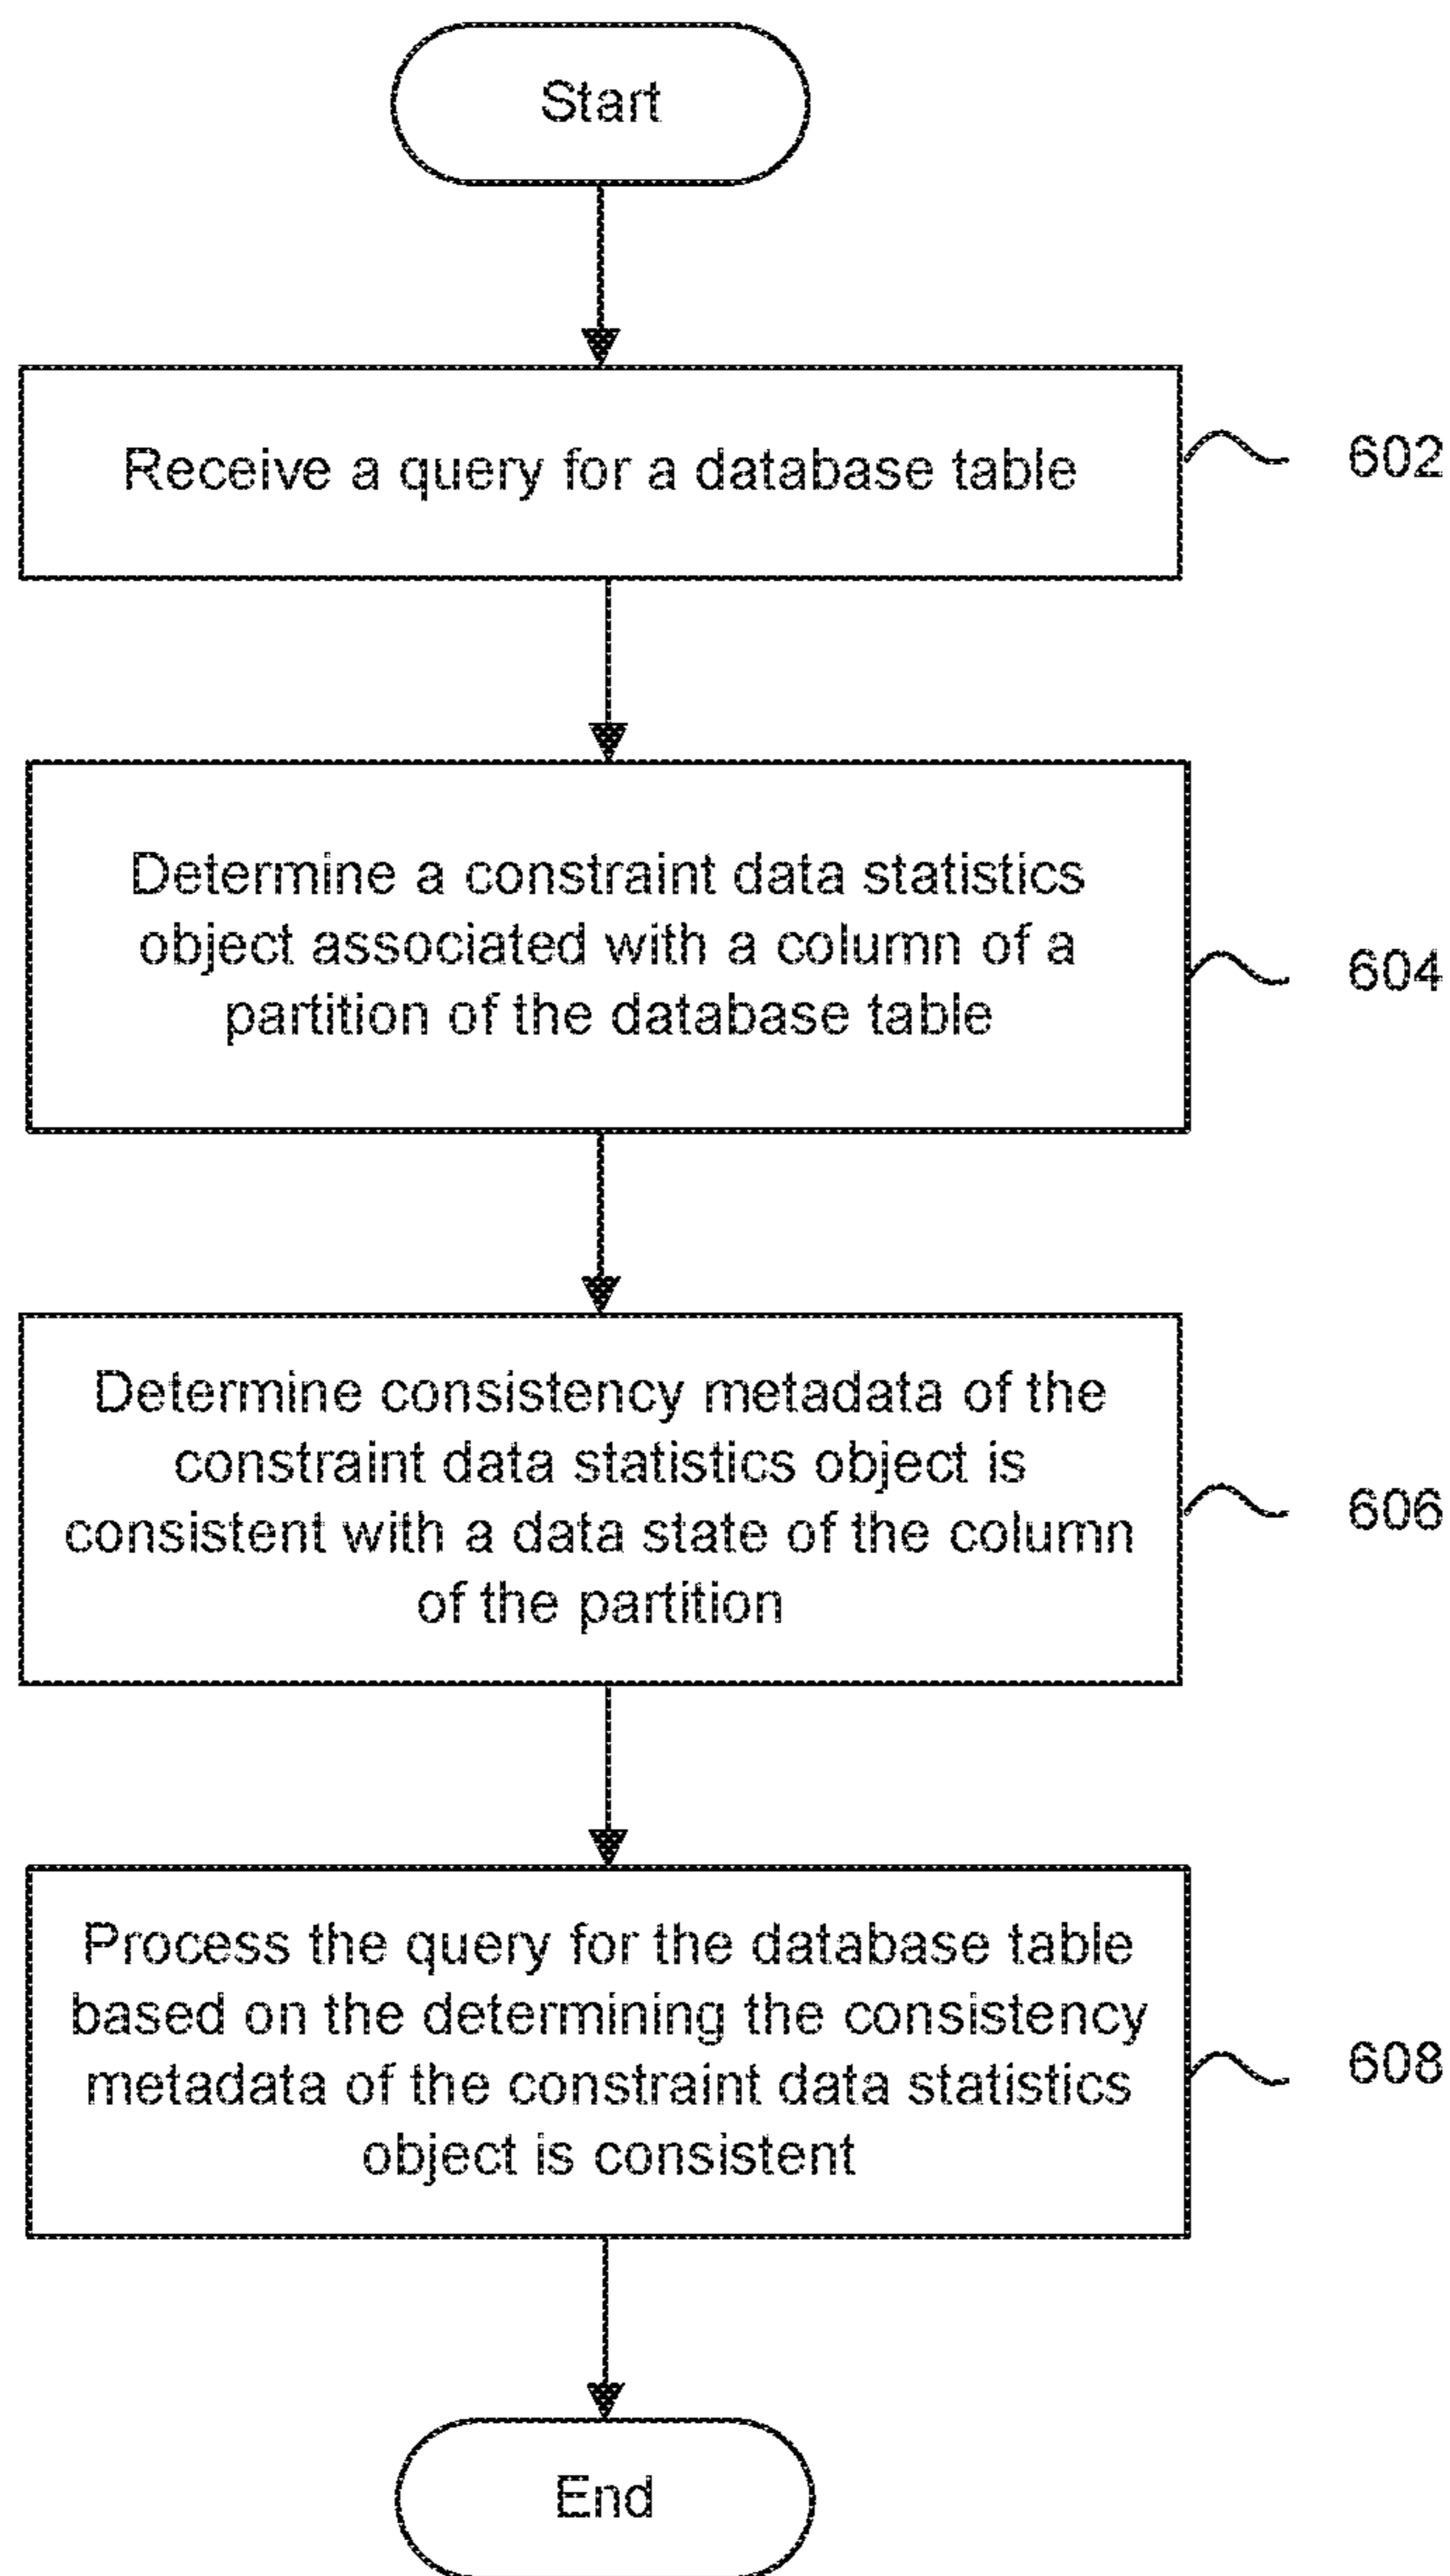 Start
Receive a query for a database table
602
Determine a constraint data statistics
object associated with a column of a
partition of the database table
604
Determine consistency metadata of the
constraint data statistics object is
consistent with a data state of the column
of the partition
606
Process the query for the database table
based on the determining the consistency
metadata of the constraint data statistics
object is consistent
608
End